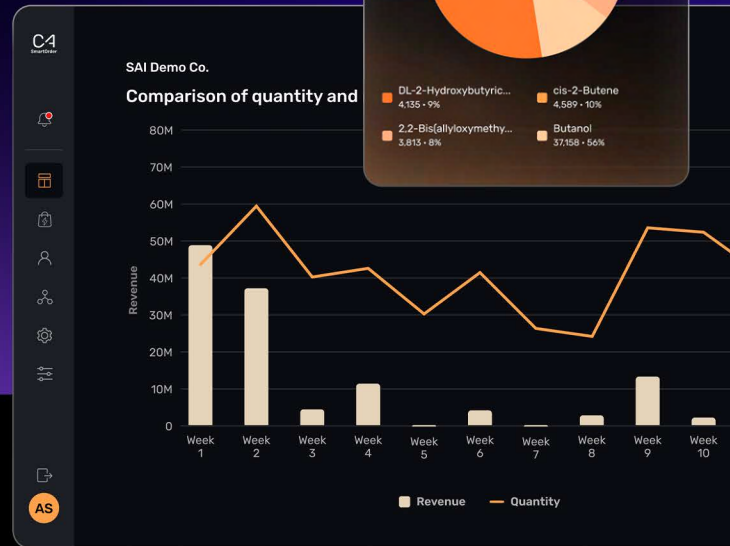 C4
SmartOrder
SAI Demo Co.
Comparison of quantity and
DL-2-Hydroxybutyric...
4,135 • 9%
cis-2-Butene
4,589 • 10%
2,2-Bis(allyloxymethy...
3,813 • 8%
Butanol
37,158 • 56%
80M
70M
60M
50M
40M
30M
20M
10M
0
Revenue
Week 1
Week 2
Week 3
Week 4
Week 5
Week 6
Week 7
Week 8
Week 9
Week 10
Revenue
Quantity
AS